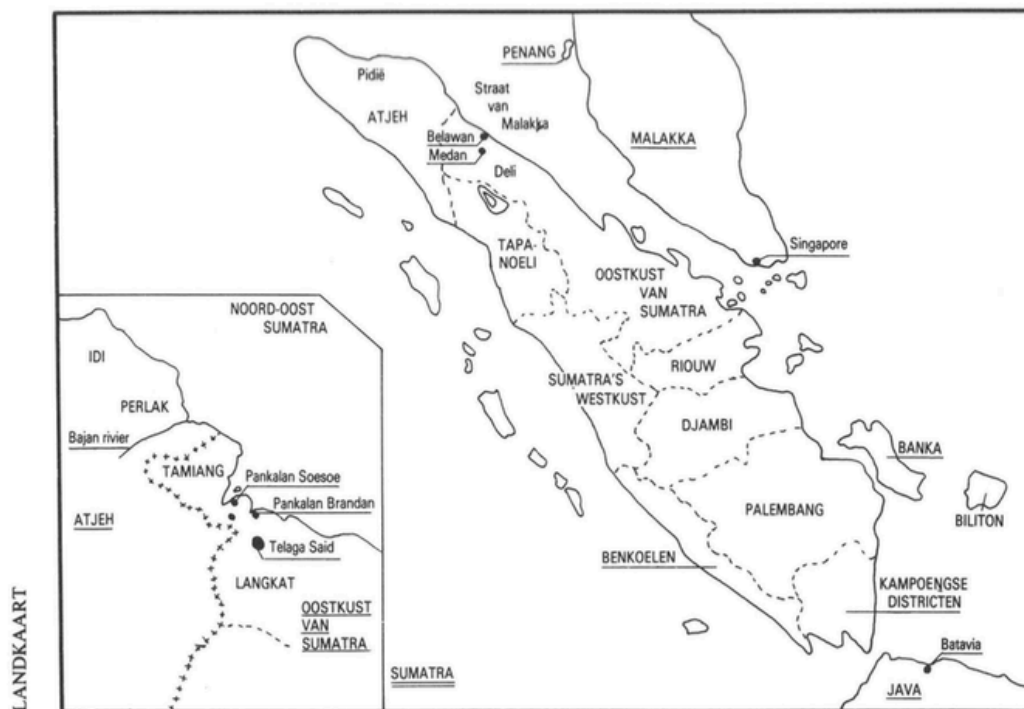 PENANG
Pidië
Straat
van
Malakka
ATJEH
Belawan
Medan
MALAKKA
Deli
Singapore
TAPA-
NOELI
OOSTKUST
VAN
SUMATRA
RIOUW
SUMATRA'S
WESTKUST
DJAMBI
BANKA
PALEMBANG
BILITON
BENKOELEN
KAMPOENGSE
DISTRICTEN
Batavia
JAVA
SUMATRA
NOORD-OOST
SUMATRA
IDI
PERLAK
Bajan rivier
TAMIANG
Pankalan Soesoe
Pankalan Brandan
ATJEH
Telaga Said
LANGKAT
OOSTKUST
VAN
SUMATRA
LANDKAART